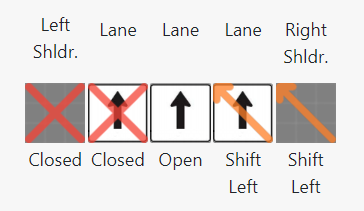 Left Shldr.
Lane
Lane
Lane
Right Shldr.
Closed
Closed
Open
Shift Left
Shift Left